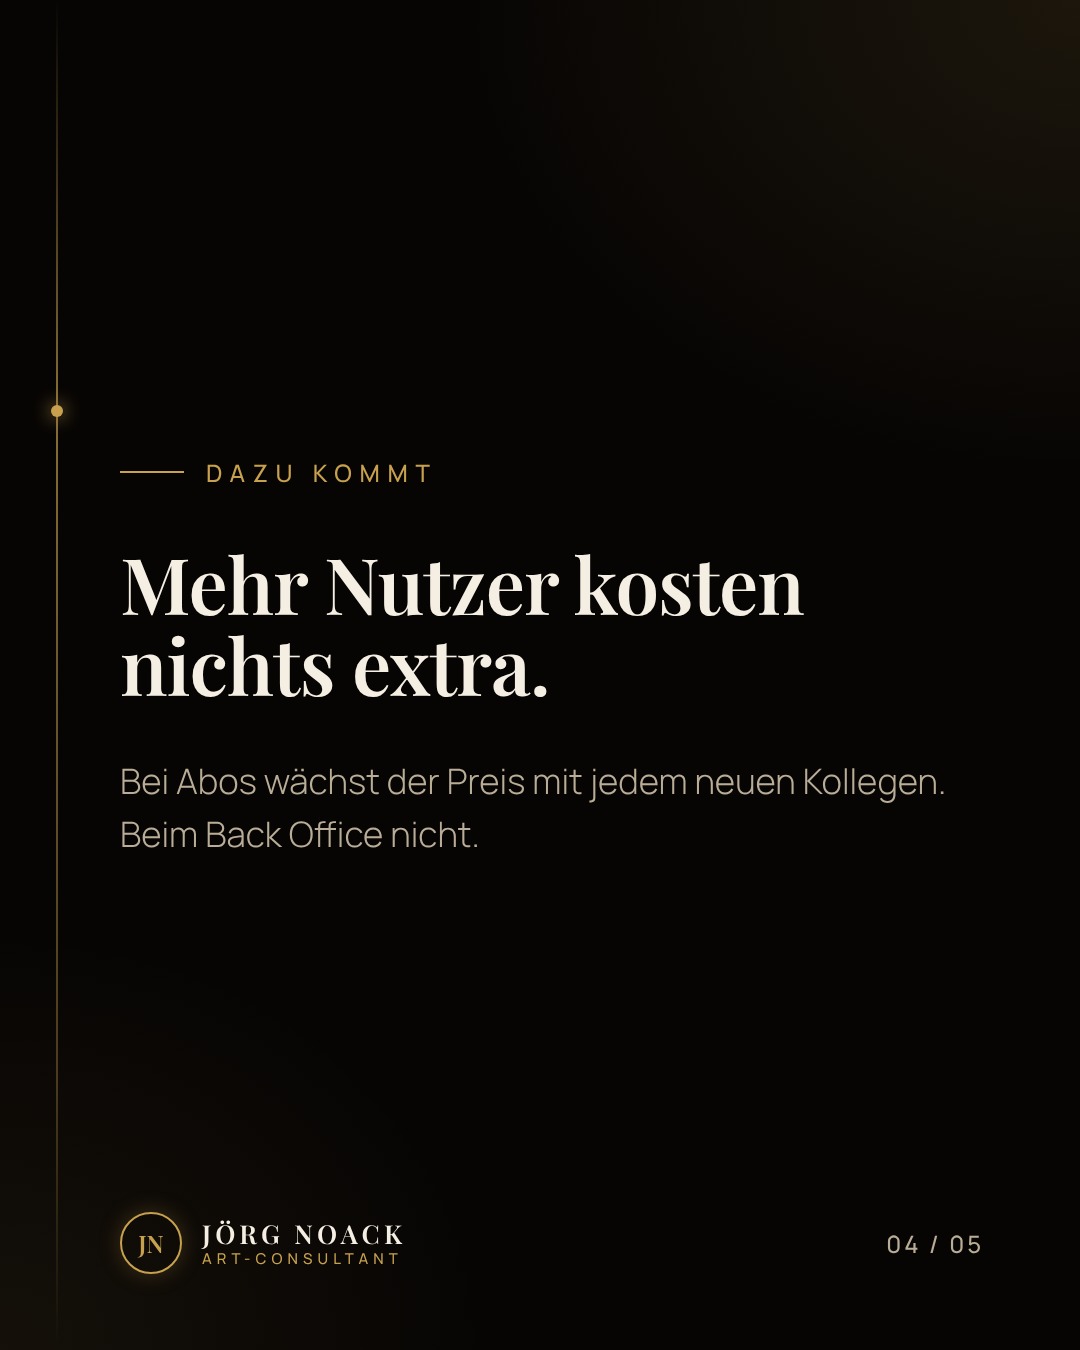 DAZU KOMMT
Mehr Nutzer kosten
nichts extra.
Bei Abos wächst der Preis mit jedem neuen Kollegen.
Beim Back Office nicht.
JN
JÖRG NOACK
ART-CONSULTANT
04 / 05